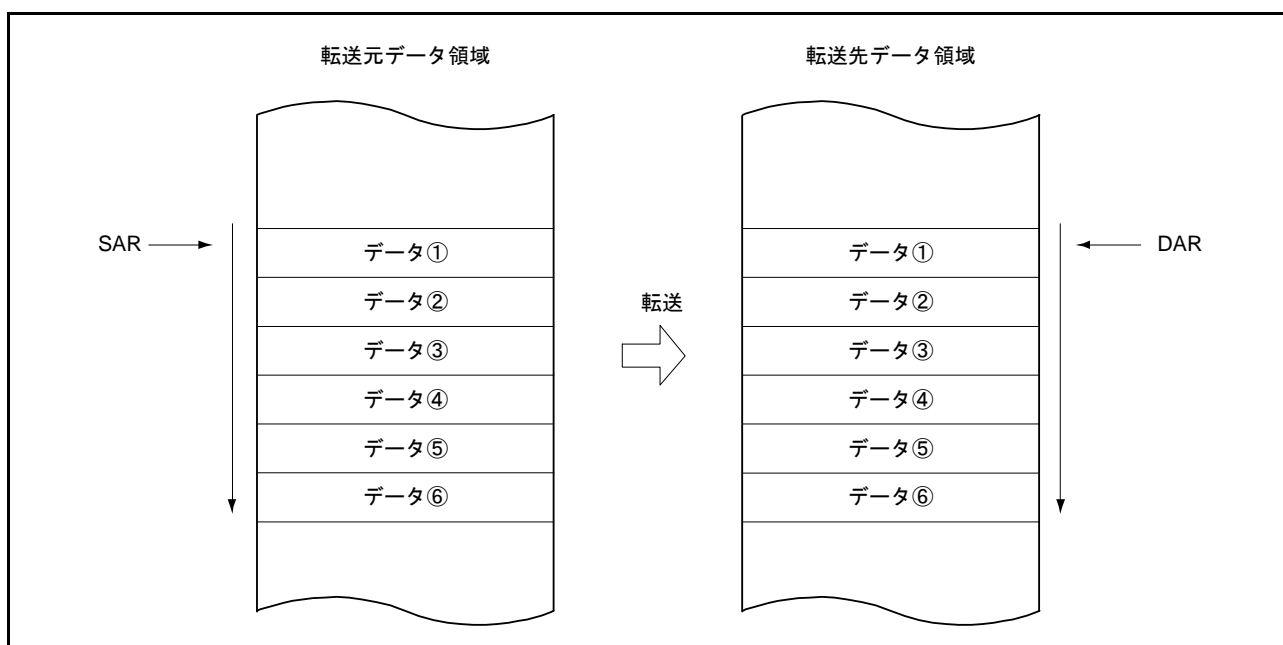 転送元データ領域
転送先データ領域
SAR
データ①
データ②
データ③
データ④
データ⑤
データ⑥
転送
データ①
データ②
データ③
データ④
データ⑤
データ⑥
DAR